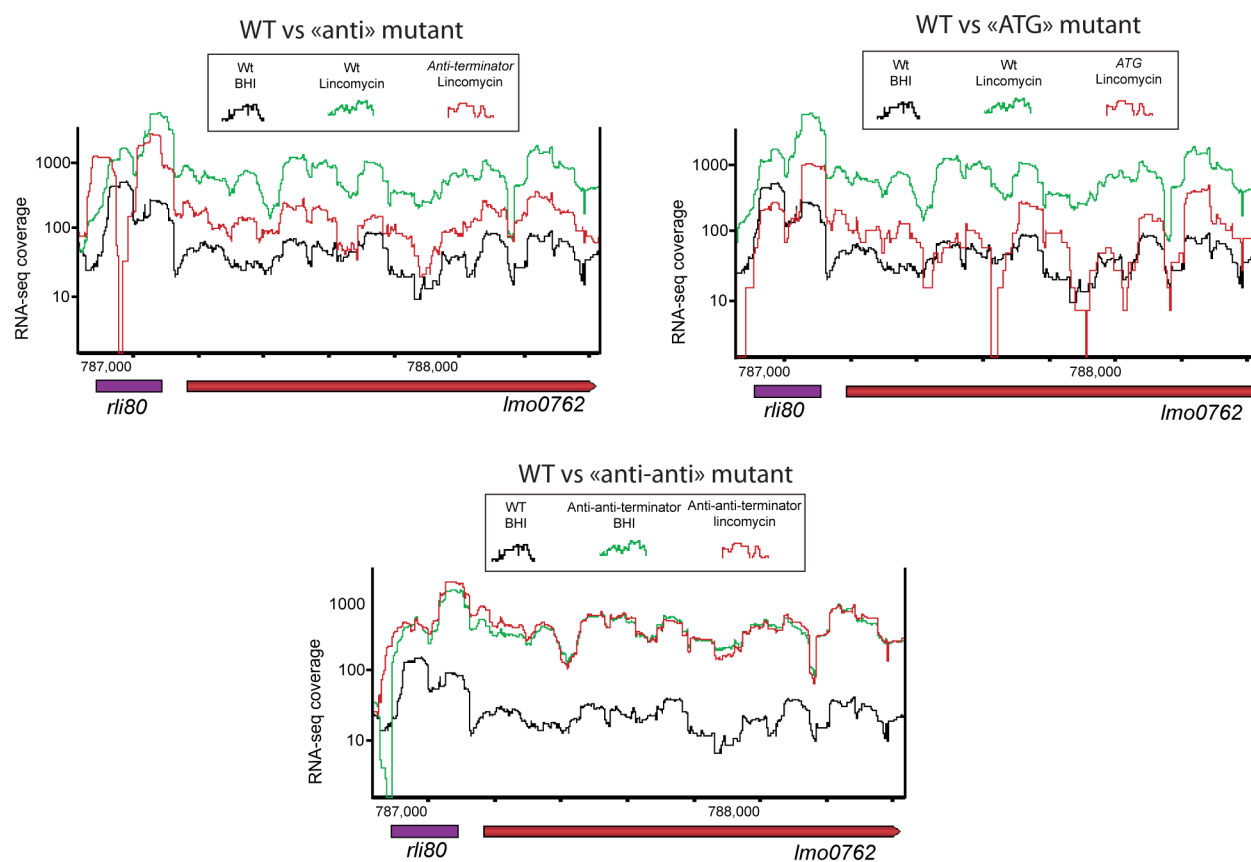 WT vs «anti» mutant
Wt BHI
Wt Lincomycin
Anti-terminator Lincomycin
RNA-seq coverage
1000
100
10
787,000
788,000
rli80
lmo0762
WT vs «ATG» mutant
Wt BHI
Wt Lincomycin
ATG Lincomycin
RNA-seq coverage
1000
100
10
787,000
788,000
rli80
lmo0762
WT vs «anti-anti» mutant
WT BHI
Anti-anti-terminator BHI
Anti-anti-terminator lincomycin
RNA-seq coverage
1000
100
10
787,000
788,000
rli80
lmo0762